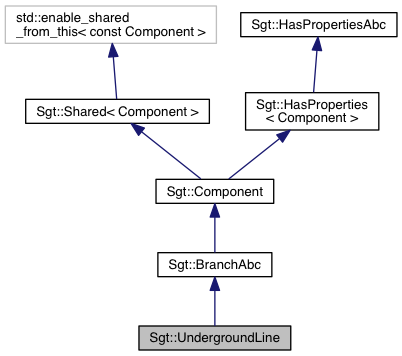 std::enable_shared
_from_this< const Component >
Sgt::HasPropertiesAbc
Sgt::Shared< Component >
Sgt::HasProperties
< Component >
Sgt::Component
Sgt::BranchAbc
Sgt::UndergroundLine